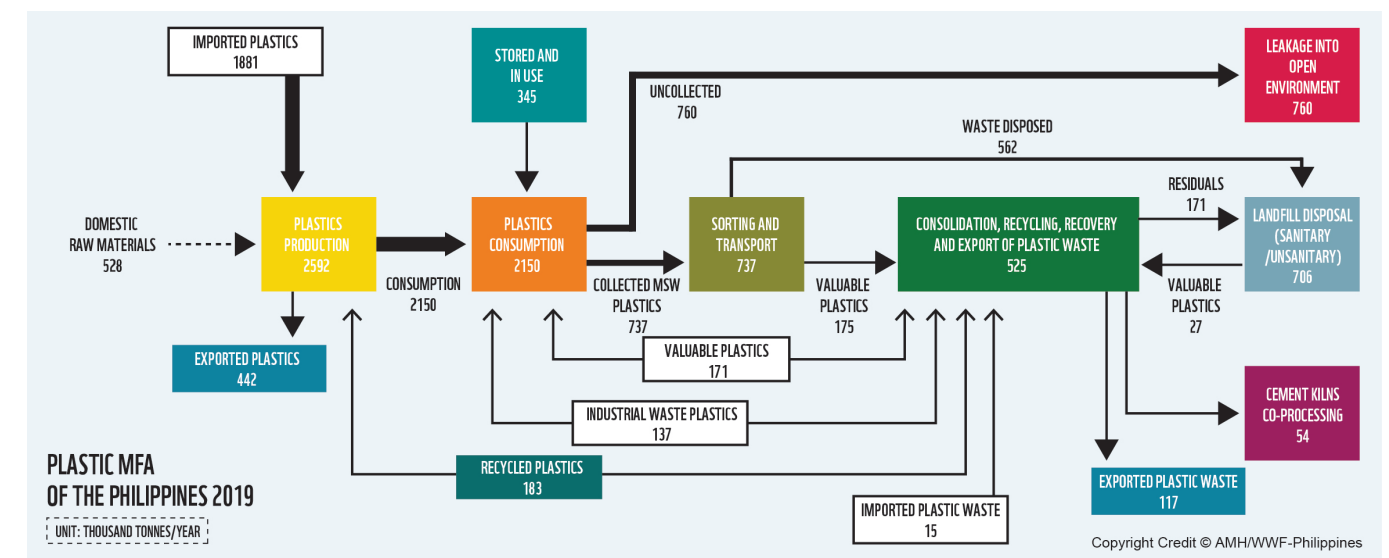 IMPORTED PLASTICS
1881
STORED AND
IN USE
345
LEAKAGE INTO
OPEN
ENVIRONMENT
760
UNCOLLECTED
760
WASTE DISPOSED
562
DOMESTIC
RAW MATERIALS
528
PLASTICS
PRODUCTION
2592
CONSUMPTION
2150
PLASTICS
CONSUMPTION
2150
COLLECTED MSW
PLASTICS
737
SORTING AND
TRANSPORT
737
VALUABLE
PLASTICS
175
CONSOLIDATION, RECYCLING, RECOVERY
AND EXPORT OF PLASTIC WASTE
525
RESIDUALS
171
LANDFILL DISPOSAL
(SANITARY
/UNSANITARY)
706
VALUABLE
PLASTICS
27
EXPORTED PLASTICS
442
VALUABLE PLASTICS
171
INDUSTRIAL WASTE PLASTICS
137
RECYCLED PLASTICS
183
IMPORTED PLASTIC WASTE
15
CEMENT KILNS
CO-PROCESSING
54
EXPORTED PLASTIC WASTE
117
PLASTIC MFA
OF THE PHILIPPINES 2019
UNIT: THOUSAND TONNES/YEAR
Copyright Credit © AMH/WWF-Philippines